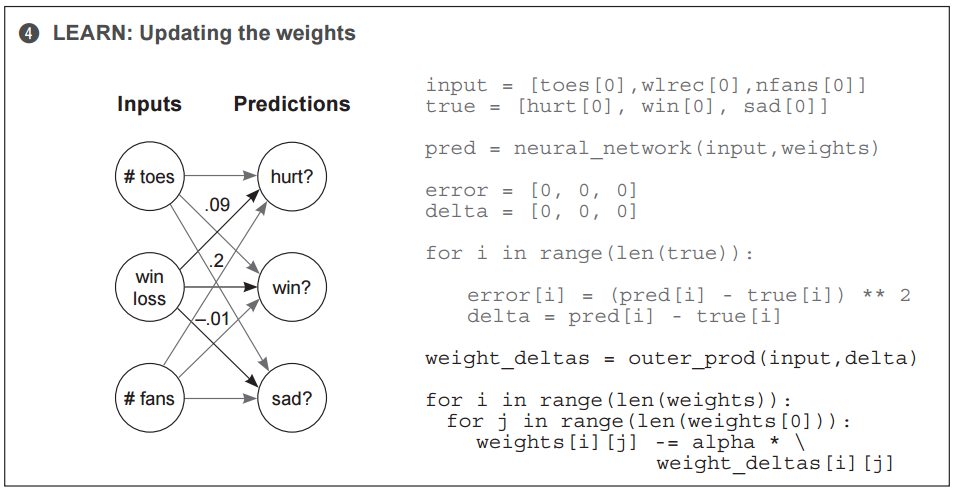 4 LEARN: Updating the weights
Inputs Predictions
# toes
hurt?
.09
.2
win
loss
win?
–.01
# fans
sad?
input = [toes[0],wlrec[0],nfans[0]]
true = [hurt[0], win[0], sad[0]]
pred = neural_network(input,weights)
error = [0, 0, 0]
delta = [0, 0, 0]
for i in range(len(true)):
error[i] = (pred[i] - true[i]) ** 2
delta = pred[i] - true[i]
weight_deltas = outer_prod(input,delta)
for i in range(len(weights)):
for j in range(len(weights[0])):
weights[i][j] -= alpha * \
weight_deltas[i][j]